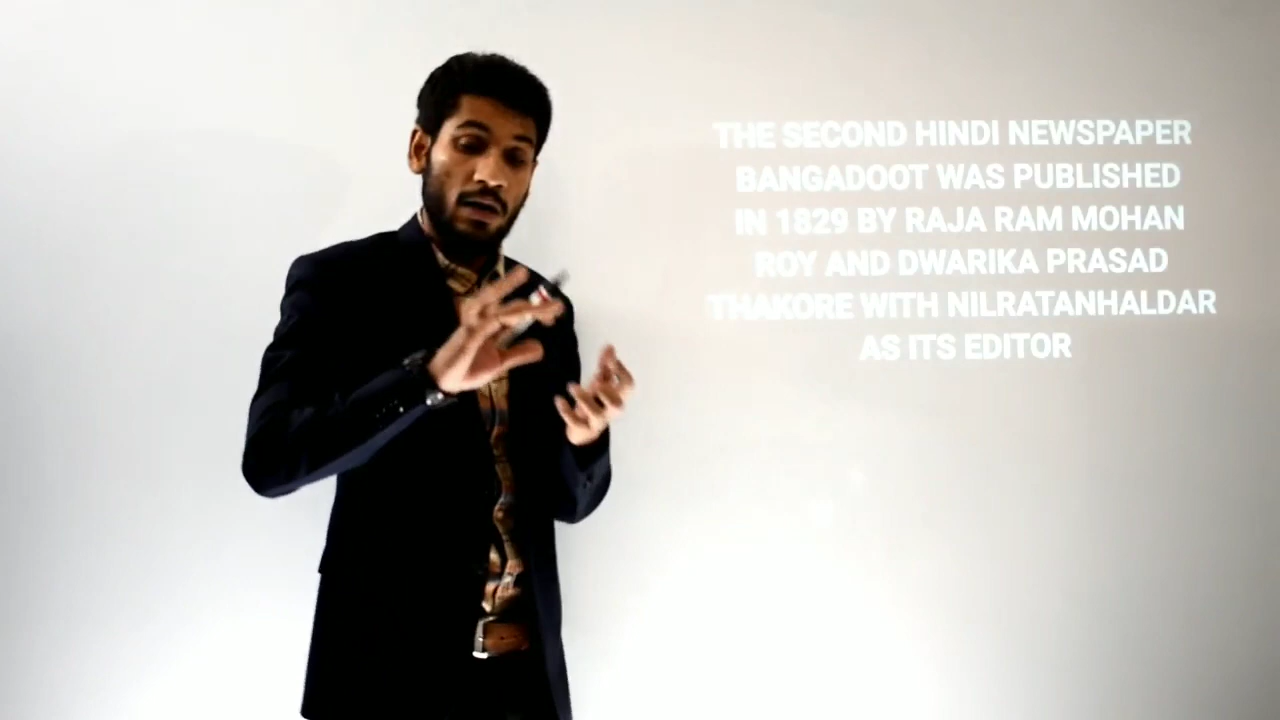 THE SECOND HINDI NEWSPAPER
BANGADOOT WAS PUBLISHED
IN 1829 BY RAJA RAM MOHAN
ROY AND DWARIKA PRASAD
THAKORE WITH NILRATANHALDAR
AS ITS EDITOR